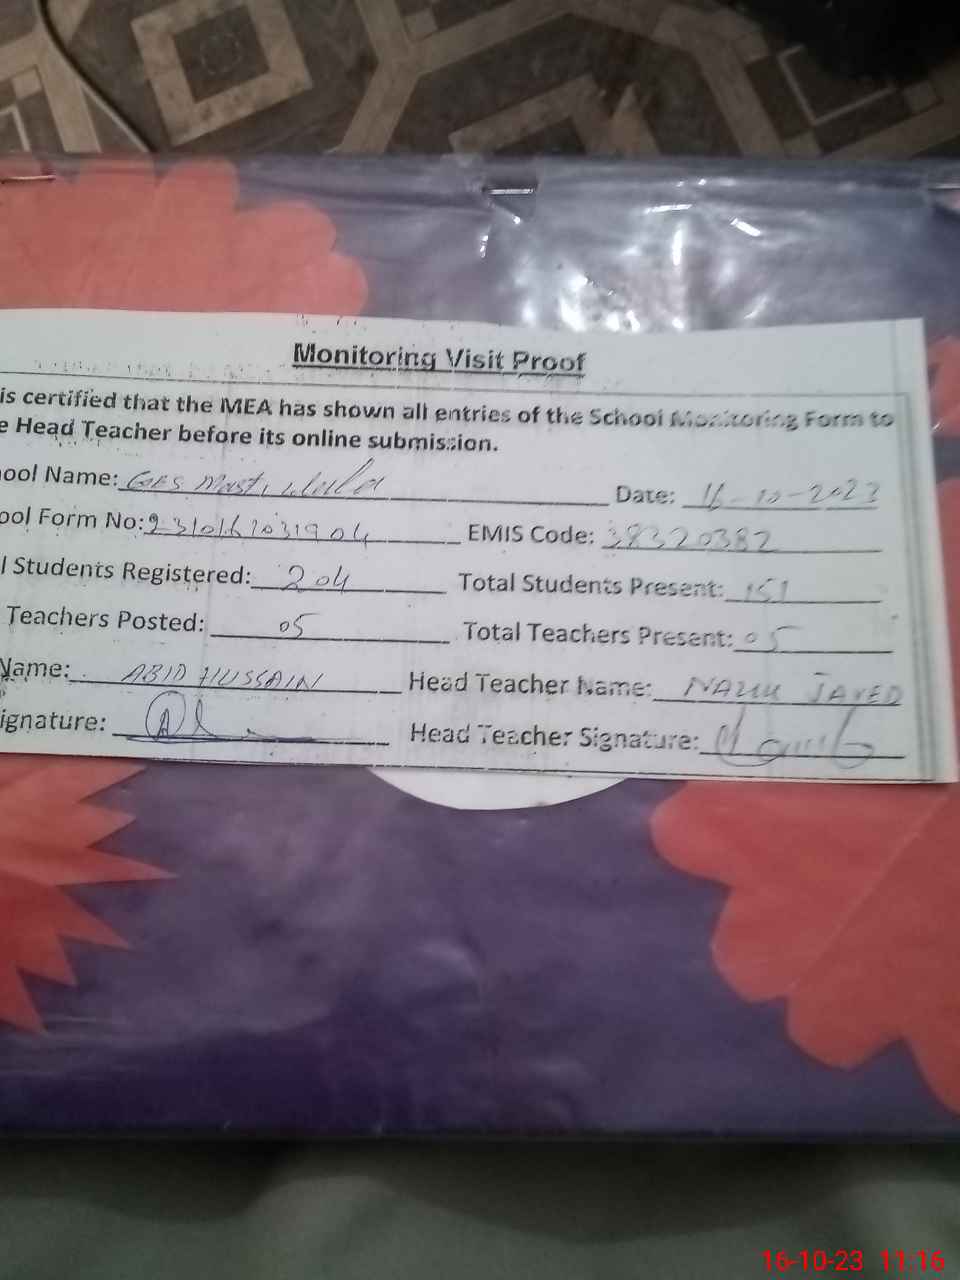 Monitoring Visit Proof
is certified that the MEA has shown all entries of the School Monitoring Form to
e Head Teacher before its online submission.
ool Name: Date: 16-10-2023
ool Form No: 2310161031904 EMIS Code: 38320382
l Students Registered: 204 Total Students Present: 151
Teachers Posted: 05 Total Teachers Present: 05
Name: ABID HUSSAIN Head Teacher Name: JAVED
ignature: Head Teacher Signature:
16-10-23 11:16